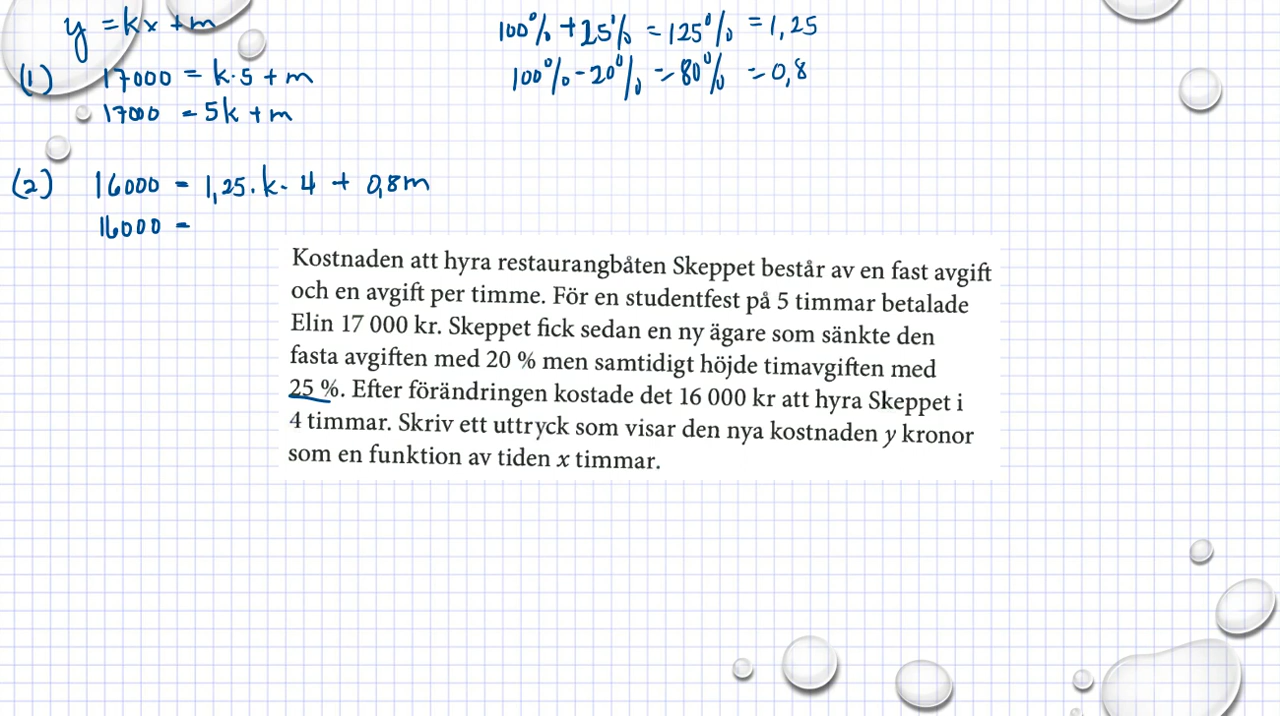 y = kx + m
(1) 17000 = k·5 + m
17000 = 5k + m
(2) 16000 = 1,25·k·4 + 0,8m
16000 =
100% + 25% = 125% = 1,25
100% - 20% = 80% = 0,8
Kostnaden att hyra restaurangbåten Skeppet består av en fast avgift
och en avgift per timme. För en studentfest på 5 timmar betalade
Elin 17 000 kr. Skeppet fick sedan en ny ägare som sänkte den
fasta avgiften med 20 % men samtidigt höjde timavgiften med
25 %. Efter förändringen kostade det 16 000 kr att hyra Skeppet i
4 timmar. Skriv ett uttryck som visar den nya kostnaden y kronor
som en funktion av tiden x timmar.